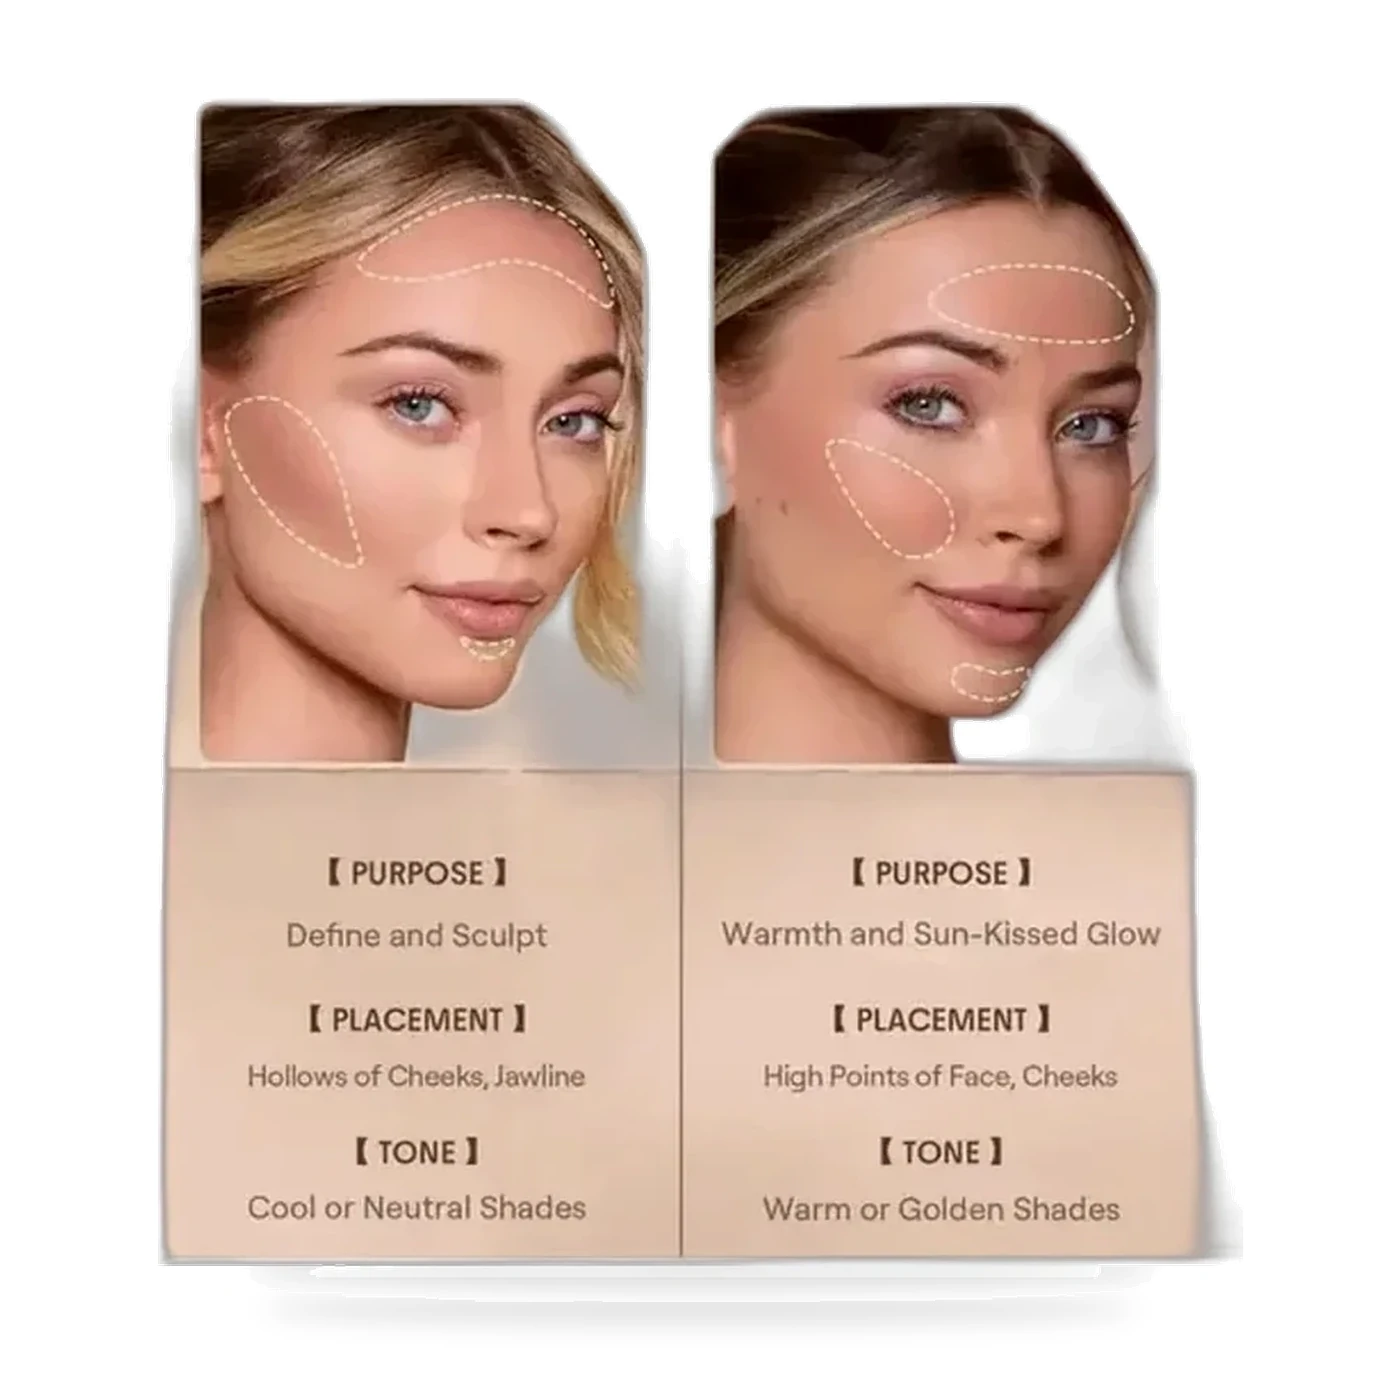 【 PURPOSE 】
Define and Sculpt
【 PLACEMENT 】
Hollows of Cheeks, Jawline
【 TONE 】
Cool or Neutral Shades
【 PURPOSE 】
Warmth and Sun-Kissed Glow
【 PLACEMENT 】
High Points of Face, Cheeks
【 TONE 】
Warm or Golden Shades